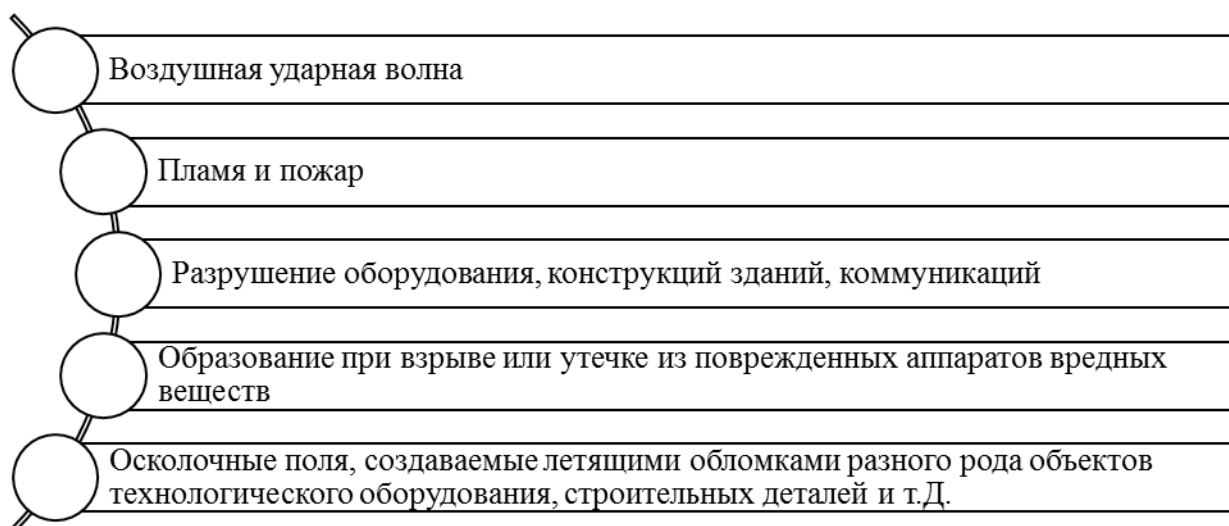 Воздушная ударная волна
Пламя и пожар
Разрушение оборудования, конструкций зданий, коммуникаций
Образование при взрыве или утечке из поврежденных аппаратов вредных
веществ
Осколочные поля, создаваемые летящими обломками разного рода объектов
технологического оборудования, строительных деталей и т.Д.